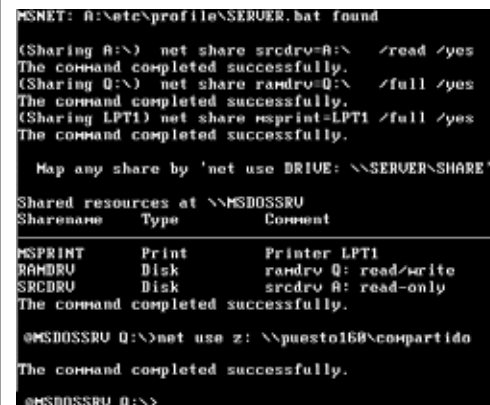 MSNET: A:\etc\profile\SERVER.bat found
(Sharing A:\) net share srcdrv=A:\ /read /yes
The command completed successfully.
(Sharing Q:\) net share ramdrv=Q:\ /full /yes
The command completed successfully.
(Sharing LPT1) net share msprint=LPT1 /full /yes
The command completed successfully.
Map any share by 'net use DRIVE: \\SERVER\SHARE'
Shared resources at \\MSDOSSRV
Sharename Type Comment
MSPRINT Print Printer LPT1
RAMDRV Disk ramdrv Q: read/write
SRCDRV Disk srcdrv A: read-only
The command completed successfully.
@MSDOSSRV Q:\>net use z: \\puesto160\compartido
The command completed successfully.
@MSDOSSRV Q:\>